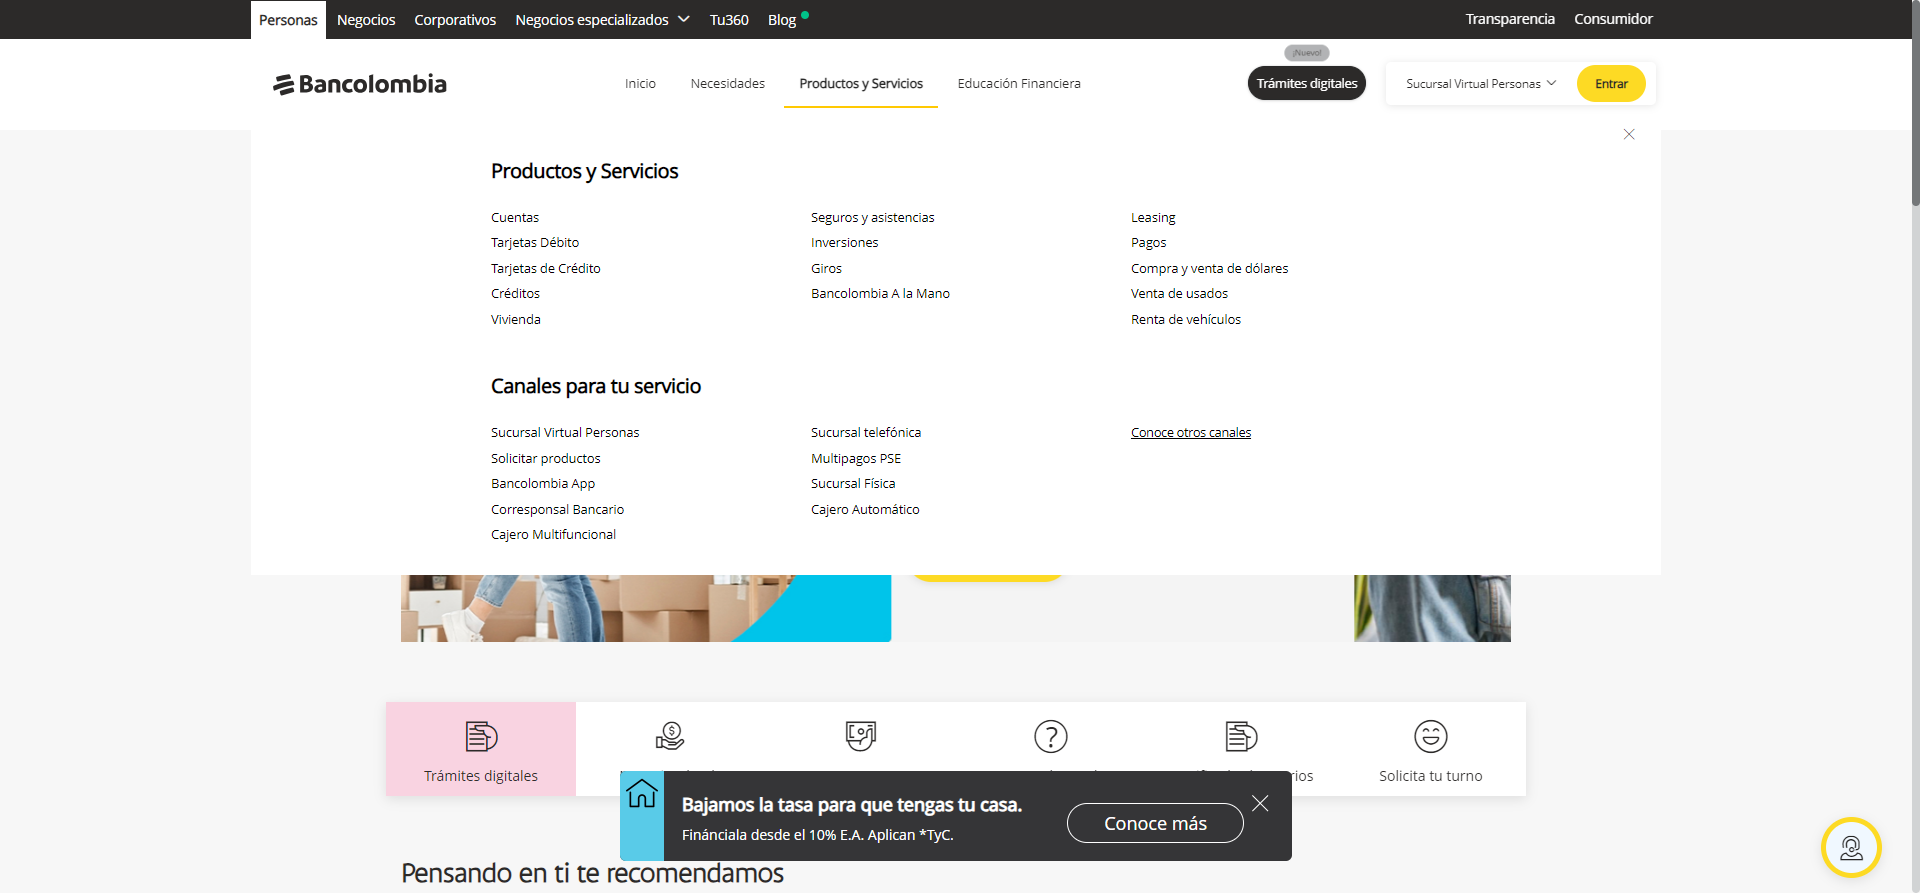 Personas Negocios Corporativos Negocios especializados Tu360 Blog Transparencia Consumidor
¡Nuevo!
Bancolombia Inicio Necesidades Productos y Servicios Educación Financiera Trámites digitales Sucursal Virtual Personas Entrar
Productos y Servicios
Cuentas Seguros y asistencias Leasing
Tarjetas Débito Inversiones Pagos
Tarjetas de Crédito Giros Compra y venta de dólares
Créditos Bancolombia A la Mano Venta de usados
Vivienda Renta de vehículos
Canales para tu servicio
Sucursal Virtual Personas Sucursal telefónica Conoce otros canales
Solicitar productos Multipagos PSE
Bancolombia App Sucursal Física
Corresponsal Bancario Cajero Automático
Cajero Multifuncional
Trámites digitales Solicita tu turno
Bajamos la tasa para que tengas tu casa.
Fináncíala desde el 10% E.A. Aplican *TyC.
Conoce más
Pensando en ti te recomendamos